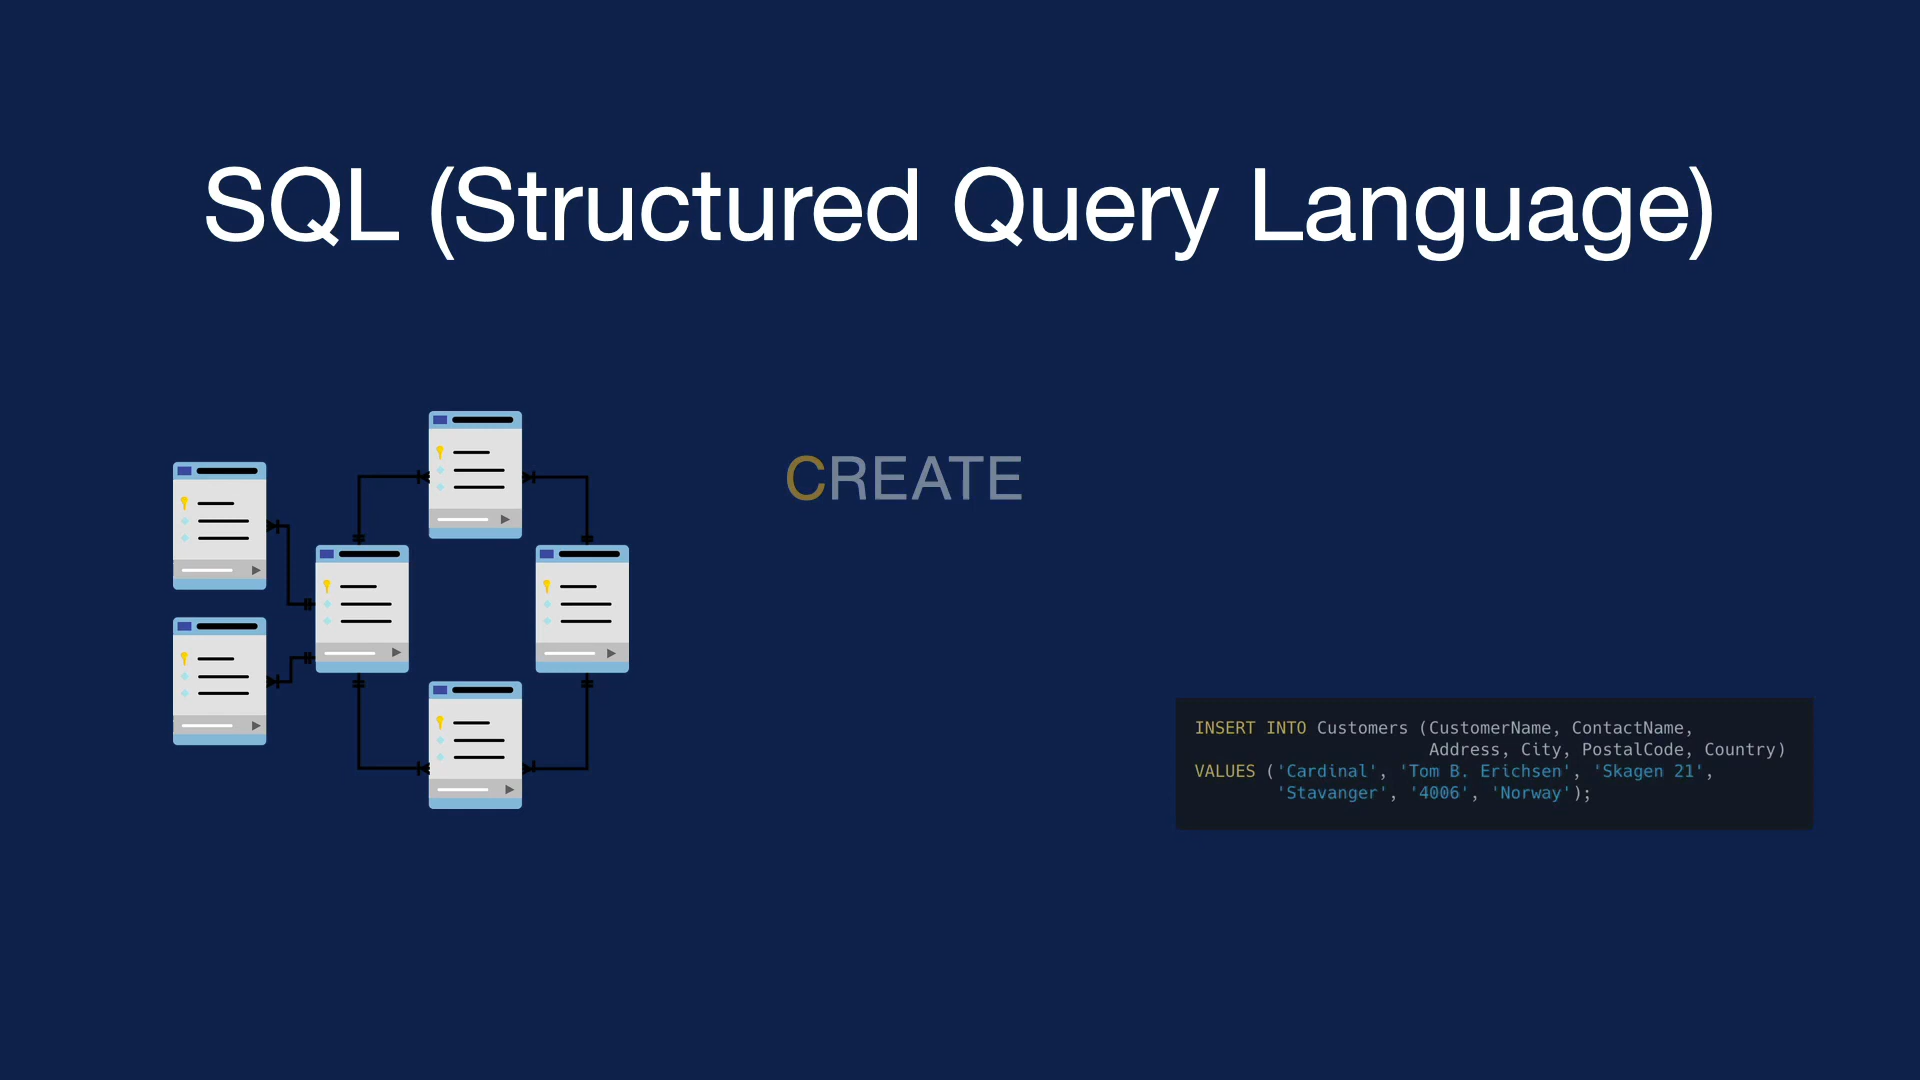 SQL (Structured Query Language)
CREATE
INSERT INTO Customers (CustomerName, ContactName,
Address, City, PostalCode, Country)
VALUES ('Cardinal', 'Tom B. Erichsen', 'Skagen 21',
'Stavanger', '4006', 'Norway');